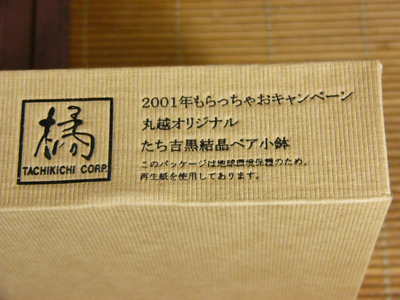 橘
TACHIKICHI CORP.
2001年もらっちゃおキャンペーン
丸越オリジナル
たち吉黒結晶ペア小鉢
このパッケージは地球環境保護のため、
再生紙を使用しております。